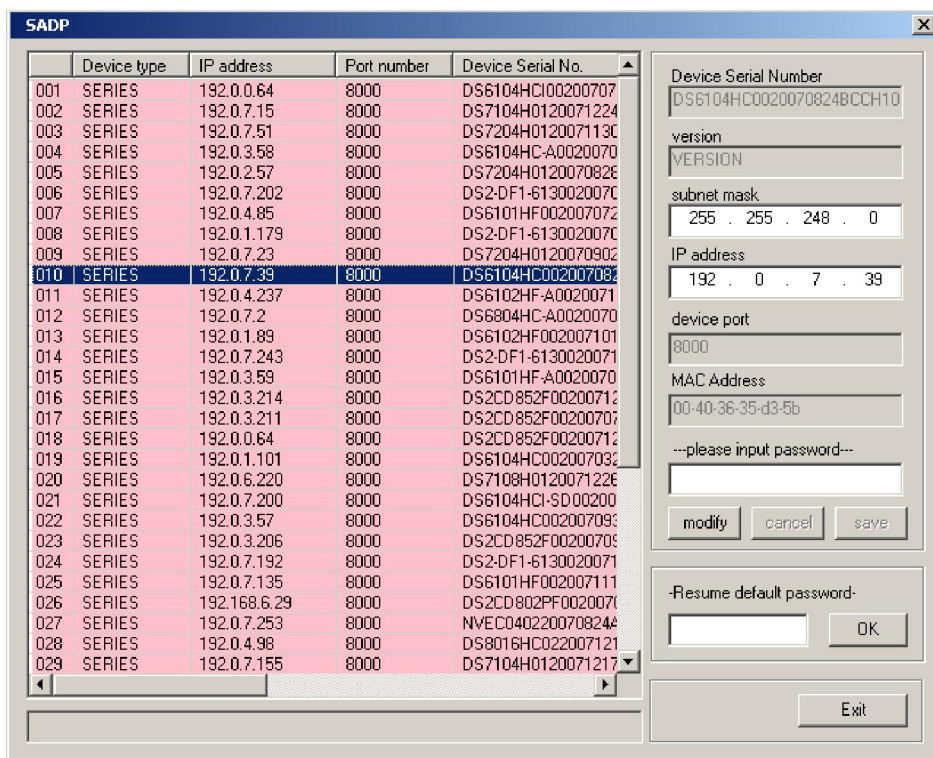 SADP
Device type IP address Port number Device Serial No.
001 SERIES 192.0.0.64 8000 DS6104HCI00200707
002 SERIES 192.0.7.15 8000 DS7104H0120071224
003 SERIES 192.0.7.51 8000 DS7204H012007113
004 SERIES 192.0.3.58 8000 DS6104HC-A0020070
005 SERIES 192.0.2.57 8000 DS7204H0120070828
006 SERIES 192.0.7.202 8000 DS2-DF1-613002007
007 SERIES 192.0.4.85 8000 DS6101HF002007072
008 SERIES 192.0.1.179 8000 DS2-DF1-613002007
009 SERIES 192.0.7.23 8000 DS7204H0120070902
010 SERIES 192.0.7.39 8000 DS6104HC002007082
011 SERIES 192.0.4.237 8000 DS6102HF-A0020071
012 SERIES 192.0.7.2 8000 DS6804HC-A0020070
013 SERIES 192.0.1.89 8000 DS6102HF002007101
014 SERIES 192.0.7.243 8000 DS2-DF1-6130020071
015 SERIES 192.0.3.59 8000 DS6101HF-A0020070
016 SERIES 192.0.3.214 8000 DS2CD852F00200712
017 SERIES 192.0.3.211 8000 DS2CD852F00200707
018 SERIES 192.0.0.64 8000 DS2CD852F00200712
019 SERIES 192.0.1.101 8000 DS6104HC002007032
020 SERIES 192.0.6.220 8000 DS7108H0120071226
021 SERIES 192.0.7.200 8000 DS6104HCI-SD00200
022 SERIES 192.0.3.57 8000 DS6104HC002007093
023 SERIES 192.0.3.206 8000 DS2CD852F0020070
024 SERIES 192.0.7.192 8000 DS2-DF1-6130020071
025 SERIES 192.0.7.135 8000 DS6101HF002007111
026 SERIES 192.168.6.29 8000 DS2CD802PF002007
027 SERIES 192.0.7.253 8000 NVEC040220070824A
028 SERIES 192.0.4.98 8000 DS8016HC022007121
029 SERIES 192.0.7.155 8000 DS7104H0120071217
Device Serial Number
DS6104HC0020070824BCCH10
version
VERSION
subnet mask
255 . 255 . 248 . 0
IP address
192 . 0 . 7 . 39
device port
8000
MAC Address
00-40-36-35-d3-5b
---please input password---
modify cancel save
-Resume default password-
OK
Exit